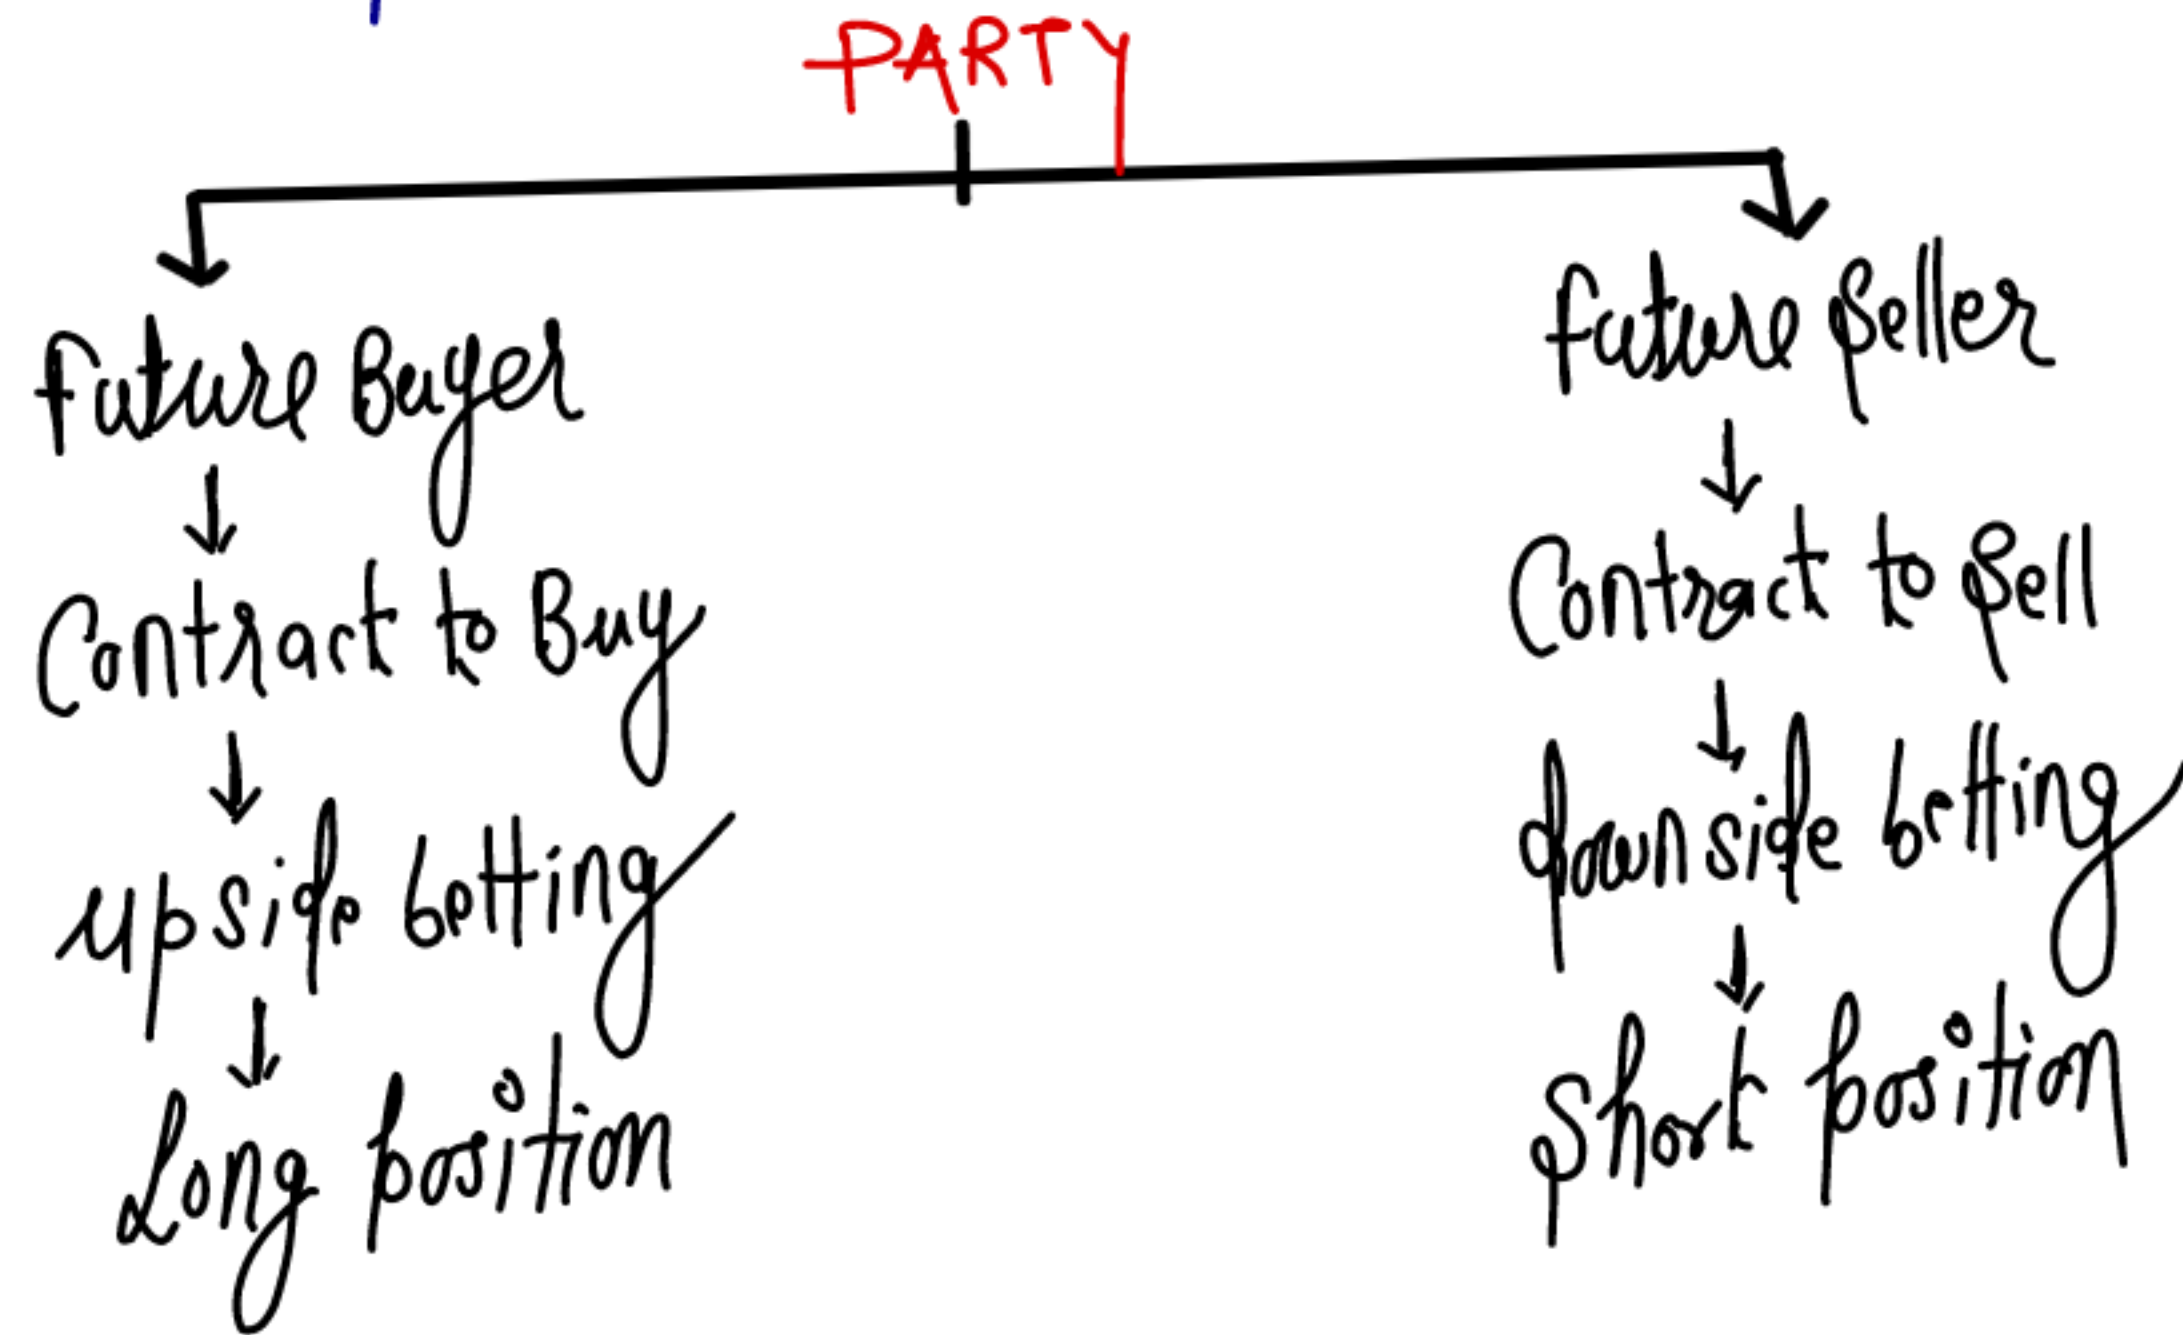 PARTY
Future Buyer
Contract to Buy
upside betting
Long position
Future Seller
Contract to Sell
downside betting
Short position